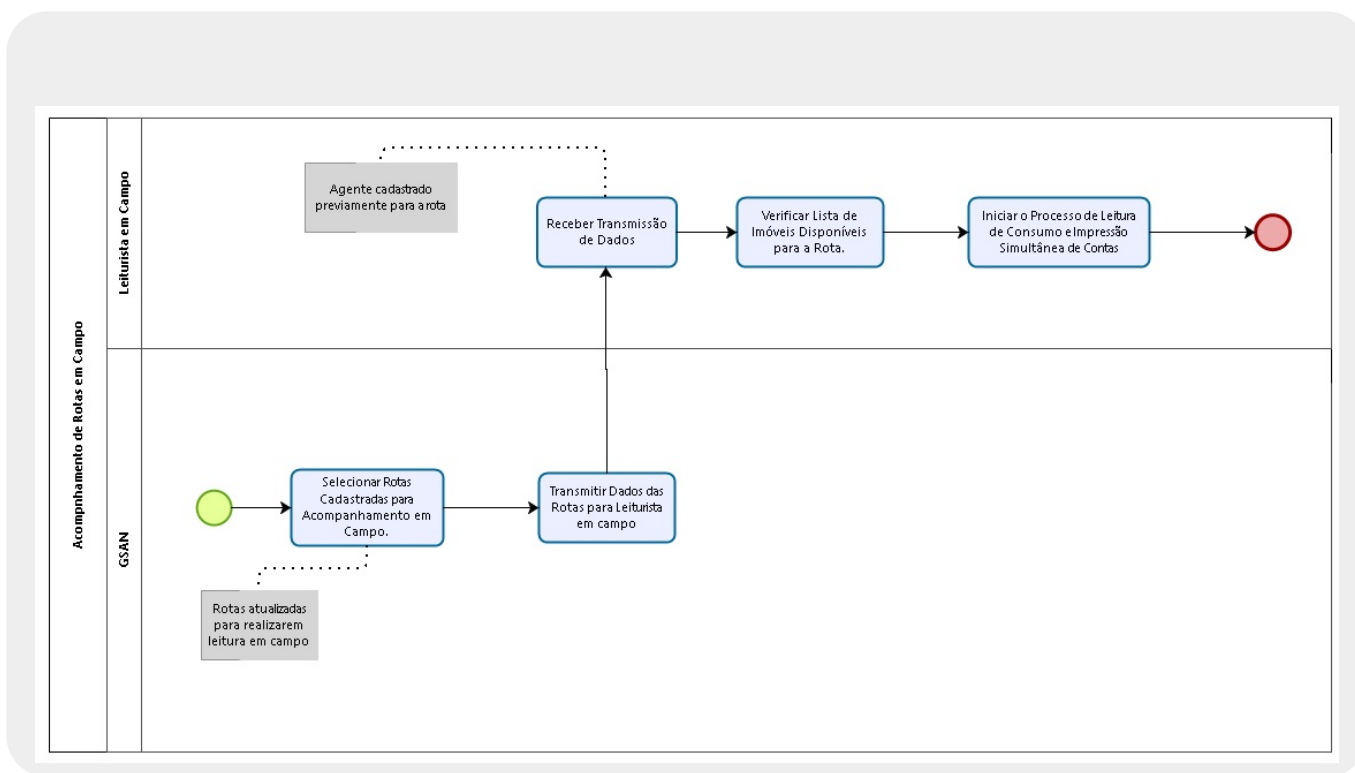 Acompnhamento de Rotas em Campo
Leiturista em Campo
Agente cadastrado
previamente para a rota
Receber Transmissão
de Dados
Verificar Lista de
Imóveis Disponíveis
para a Rota.
Iniciar o Processo de Leitura
de Consumo e Impressão
Simultânea de Contas
GSAN
Selecionar Rotas
Cadastradas para
Acompanhamento em
Campo.
Transmitir Dados das
Rotas para Leiturista
em campo
Rotas atualizadas
para realizarem
leitura em campo